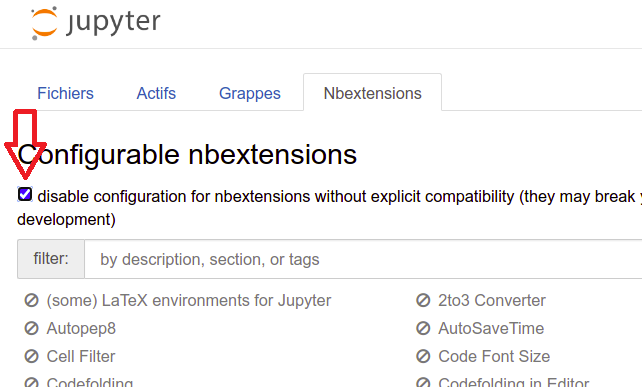 jupyter
Fichiers Actifs Grappes Nbextensions
Configurable nbextensions
disable configuration for nbextensions without explicit compatibility (they may break
development)
filter: by description, section, or tags
(some) LaTeX environments for Jupyter 2to3 Converter
Autopep8 AutoSaveTime
Cell Filter Code Font Size
Codefolding Codefolding in Editor